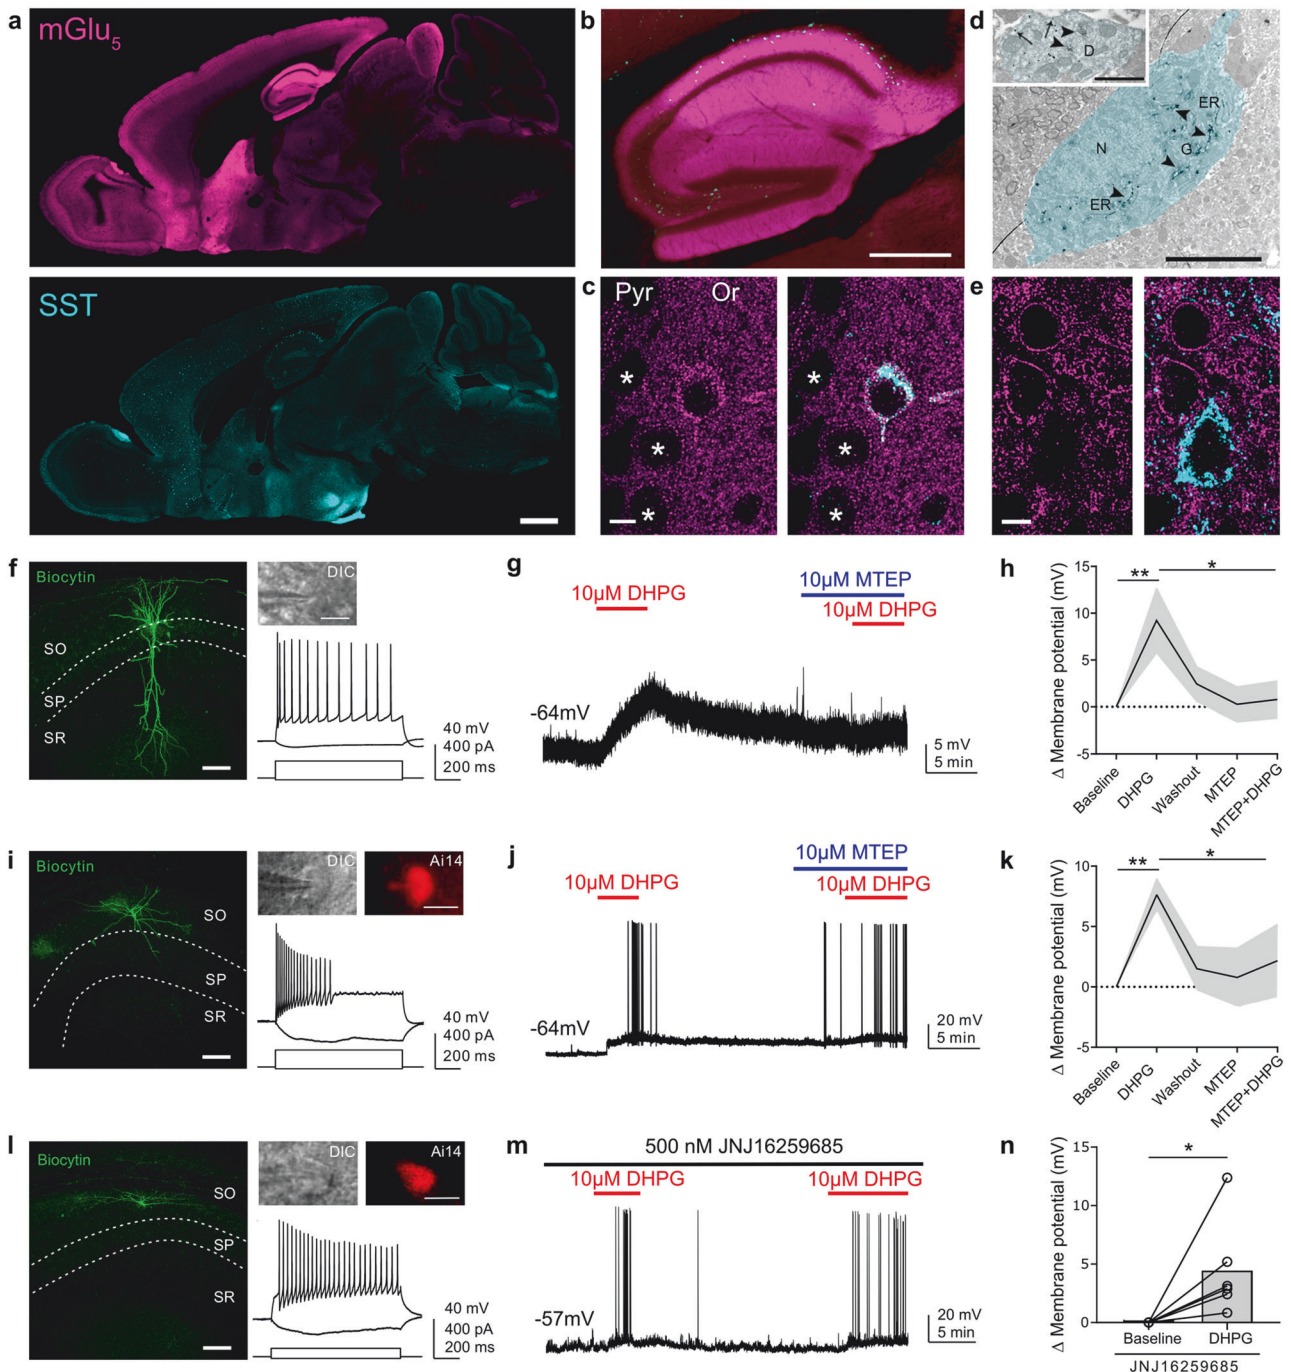 a
mGlu5
SST
b
c
Pyr Or
*
*
*
*
*
*
d
D
ER
N
G
ER
e
f
Biocytin
SO
SP
SR
DIC
40 mV
400 pA
200 ms
g
10µM MTEP
10µM DHPG
10µM DHPG
-64mV
5 mV
5 min
h
Δ Membrane potential (mV)
**
*
15
10
5
0
-5
Baseline
DHPG
Washout
MTEP
MTEP+DHPG
i
Biocytin
SO
SP
SR
DIC
Ai14
40 mV
400 pA
200 ms
j
10µM MTEP
10µM DHPG
10µM DHPG
-64mV
20 mV
5 min
k
Δ Membrane potential (mV)
**
*
10
5
0
-5
Baseline
DHPG
Washout
MTEP
MTEP+DHPG
l
Biocytin
SO
SP
SR
DIC
Ai14
40 mV
400 pA
200 ms
m
500 nM JNJ16259685
10µM DHPG
10µM DHPG
-57mV
20 mV
5 min
n
Δ Membrane potential (mV)
*
15
10
5
0
Baseline DHPG
JNJ16259685